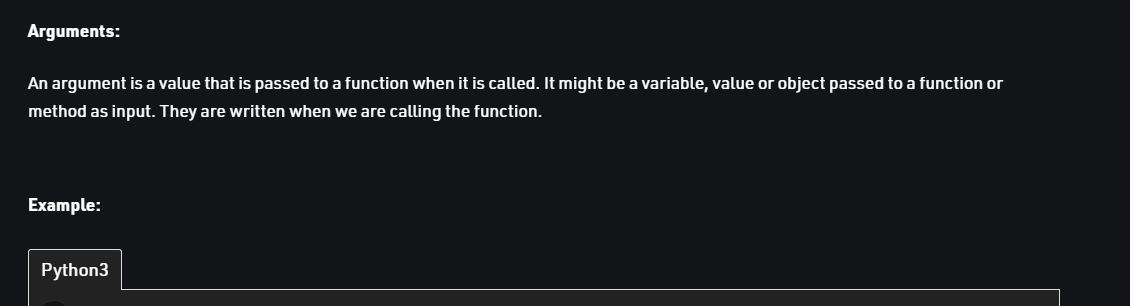 Arguments:
An argument is a value that is passed to a function when it is called. It might be a variable, value or object passed to a function or
method as input. They are written when we are calling the function.
Example:
Python3